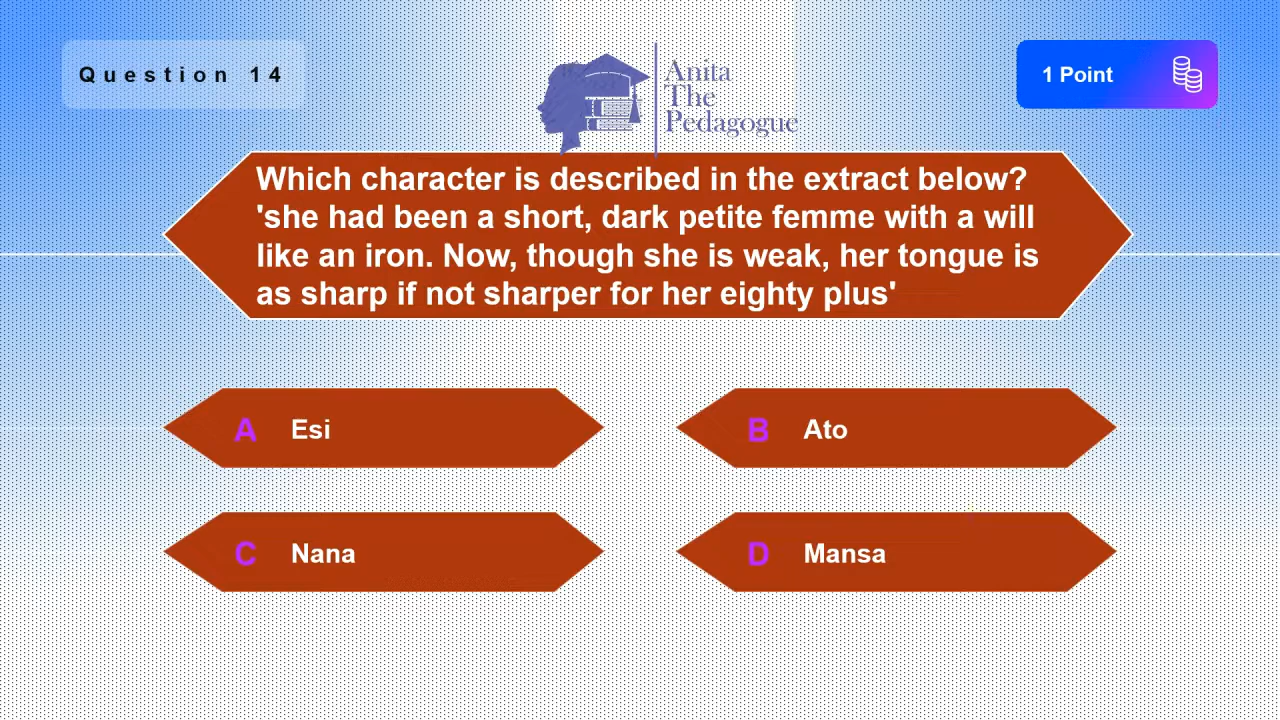 Question 14
Anita
The
Pedagogue
1 Point
Which character is described in the extract below?
'she had been a short, dark petite femme with a will
like an iron. Now, though she is weak, her tongue is
as sharp if not sharper for her eighty plus'
A Esi
B Ato
C Nana
D Mansa